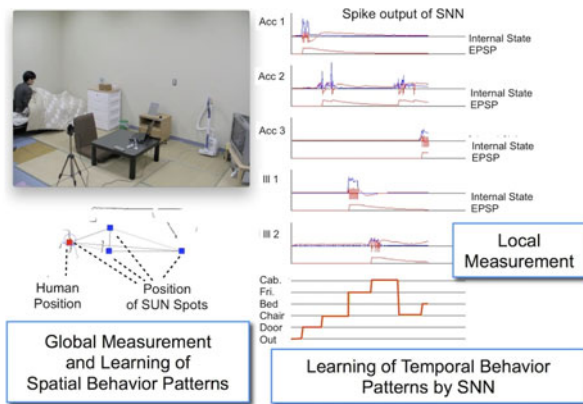 Spike output of SNN
Acc 1
Internal State
EPSP
Acc 2
Internal State
EPSP
Acc 3
Internal State
EPSP
Ill 1
Internal State
EPSP
Ill 2
Local
Measurement
Cab.
Fri.
Bed
Chair
Door
Out
Human
Position
Position
of SUN Spots
Global Measurement
and Learning of
Spatial Behavior Patterns
Learning of Temporal Behavior
Patterns by SNN